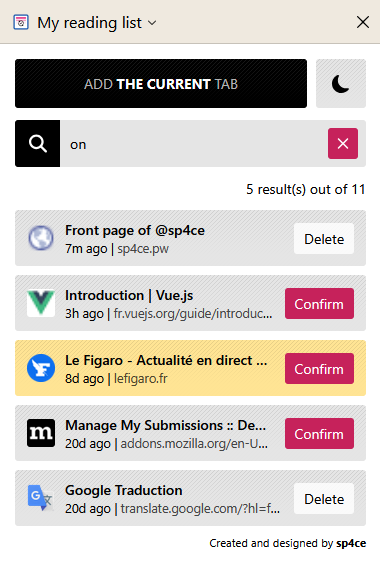 My reading list
ADD THE CURRENT TAB
on
5 result(s) out of 11
Front page of @sp4ce
7m ago | sp4ce.pw
Delete
Introduction | Vue.js
3h ago | fr.vuejs.org/guide/introduc...
Confirm
Le Figaro - Actualité en direct ...
8d ago | lefigaro.fr
Confirm
Manage My Submissions :: De...
20d ago | addons.mozilla.org/en-U...
Confirm
Google Traduction
20d ago | translate.google.com/?hl=f...
Delete
Created and designed by sp4ce